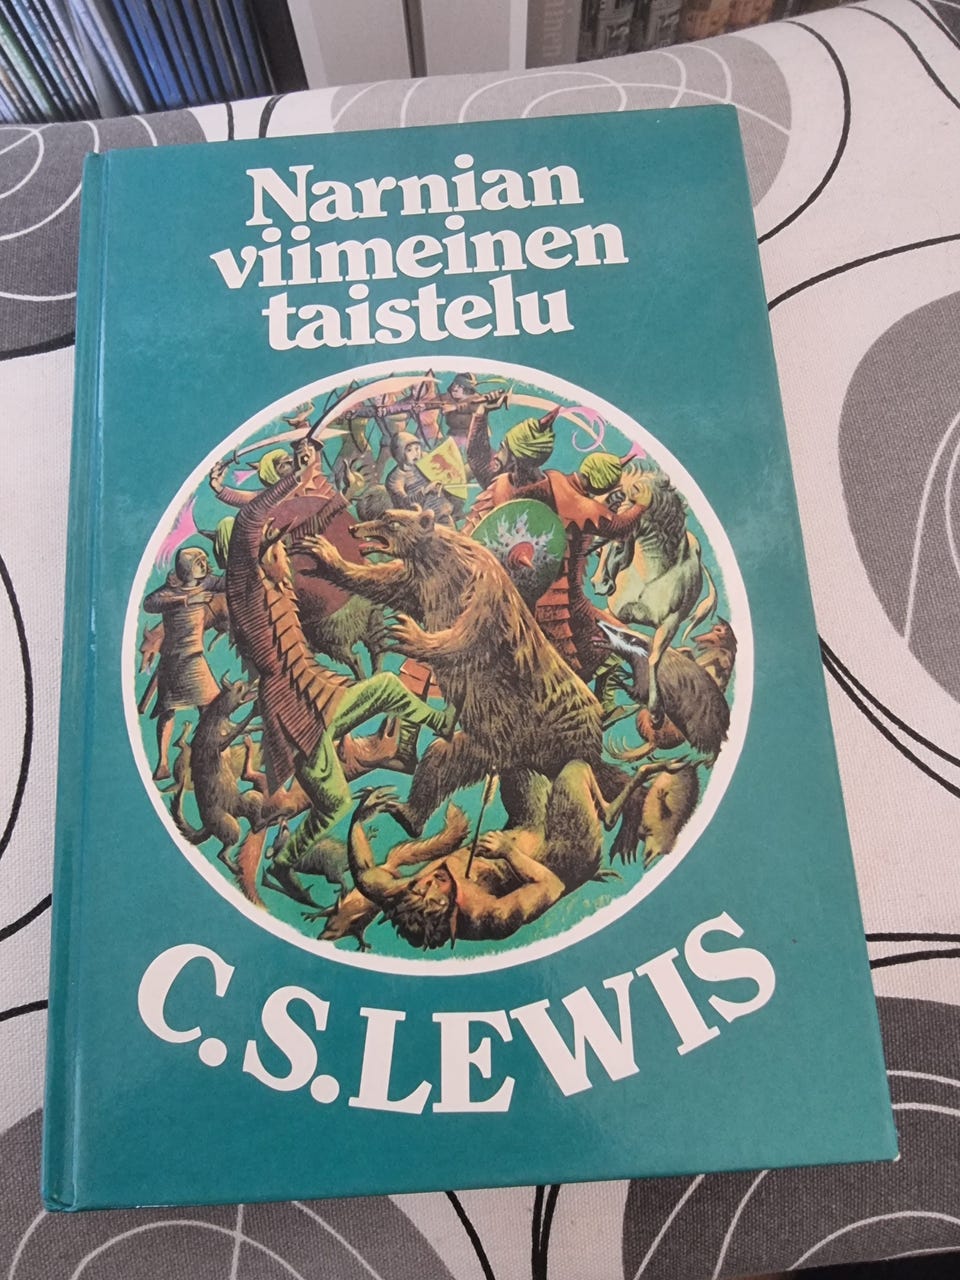 Narnian
viimeinen
taistelu
C.S. LEWIS